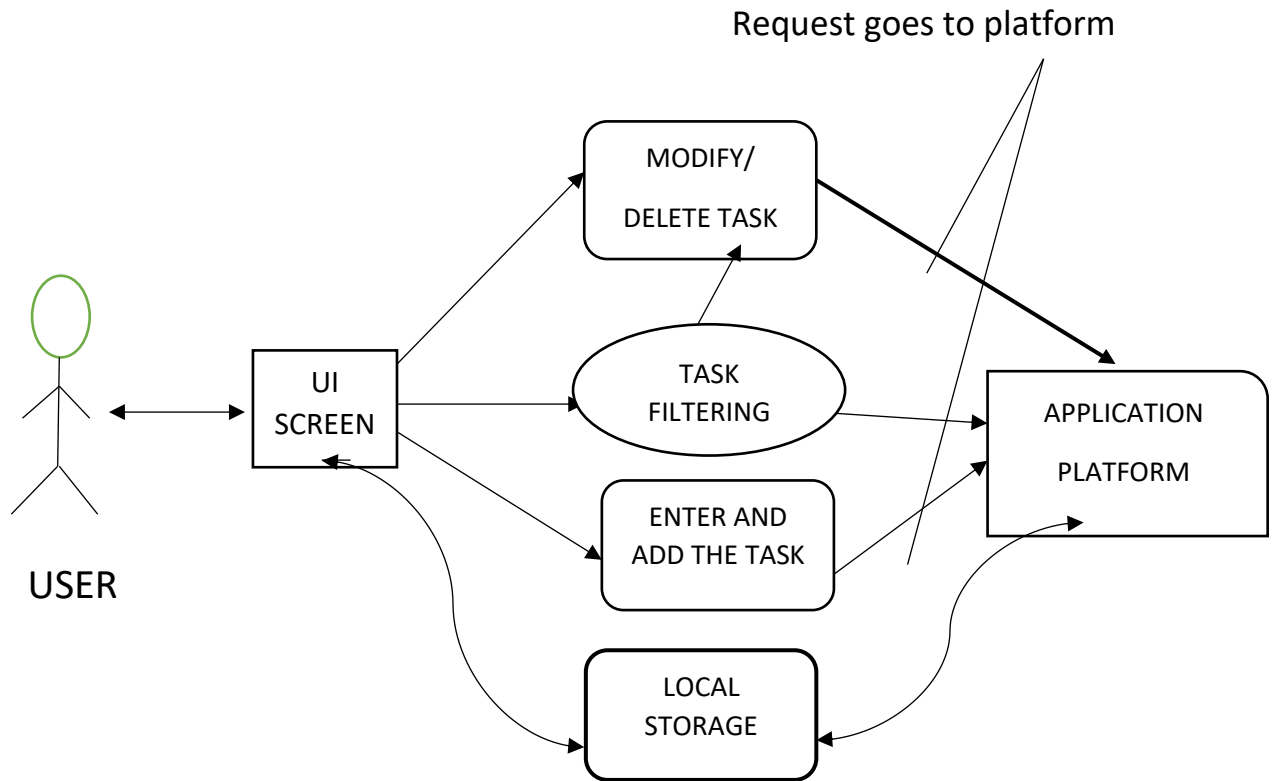 Request goes to platform
MODIFY/
DELETE TASK
UI
SCREEN
TASK
FILTERING
APPLICATION
PLATFORM
ENTER AND
ADD THE TASK
USER
LOCAL
STORAGE